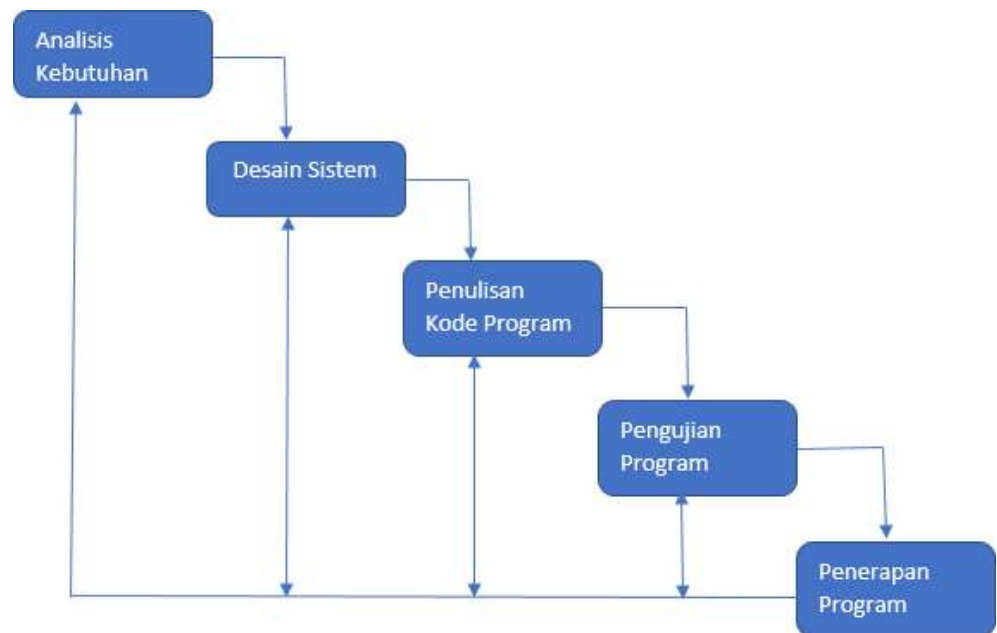 Analisis
Kebutuhan
Desain Sistem
Penulisan
Kode Program
Pengujian
Program
Penerapan
Program